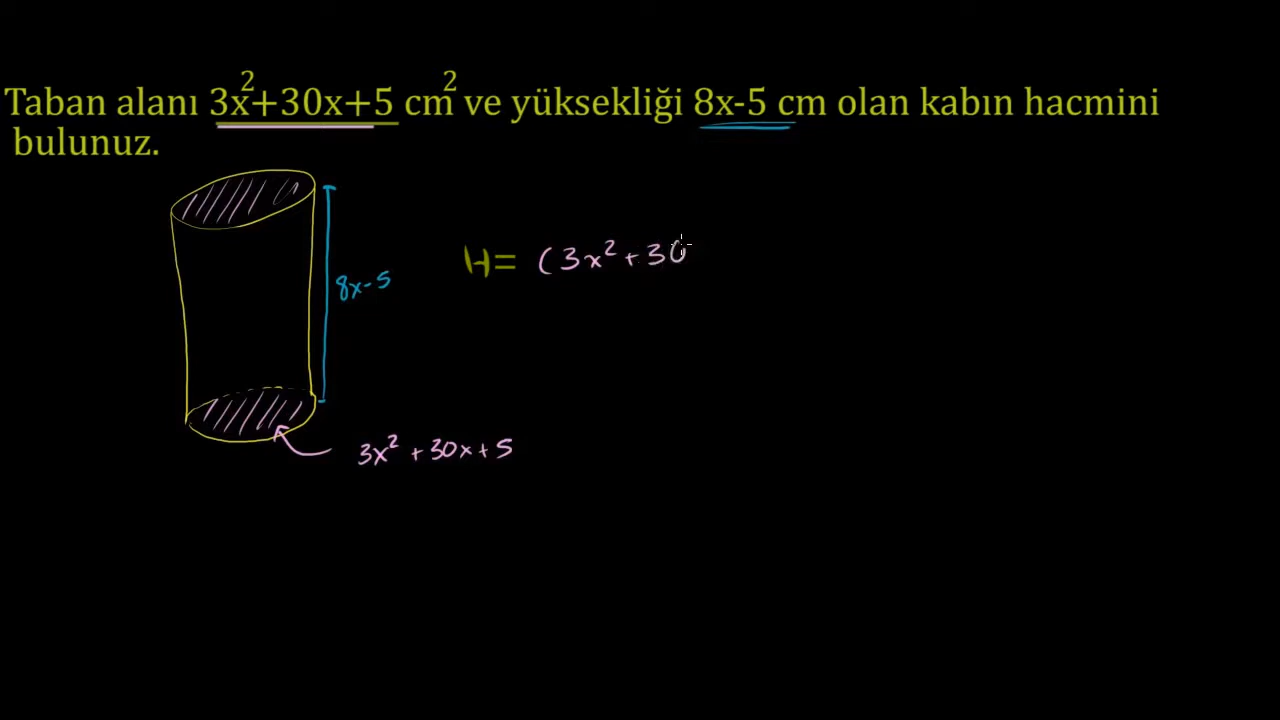 Taban alanı 3x²+30x+5 cm² ve yüksekliği 8x-5 cm olan kabın hacmini
bulunuz.
H= (3x²+30
8x-5
3x²+30x+5